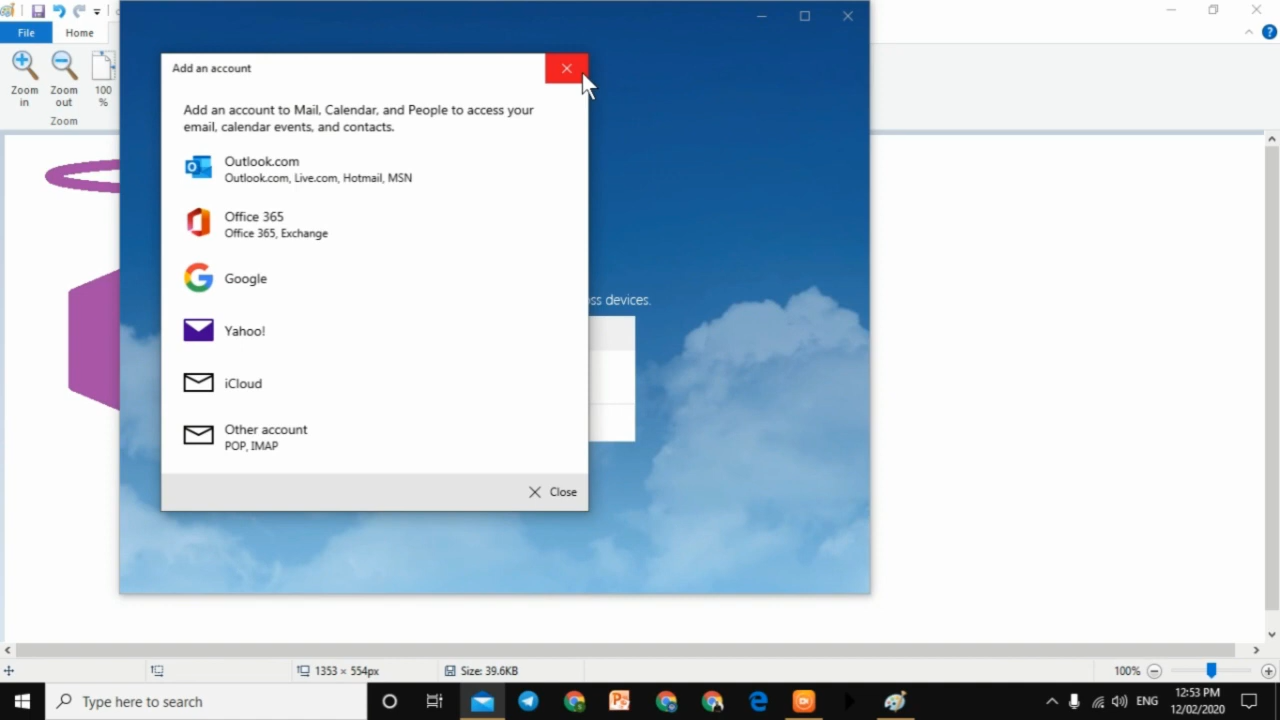 File
Home
Zoom in
Zoom out
100 %
Zoom
Add an account
Add an account to Mail, Calendar, and People to access your
email, calendar events, and contacts.
Outlook.com
Outlook.com, Live.com, Hotmail, MSN
Office 365
Office 365, Exchange
Google
Yahoo!
iCloud
Other account
POP, IMAP
Close
devices.
1353 × 554px
Size: 39.6KB
100%
Type here to search
ENG
12:53 PM
12/02/2020